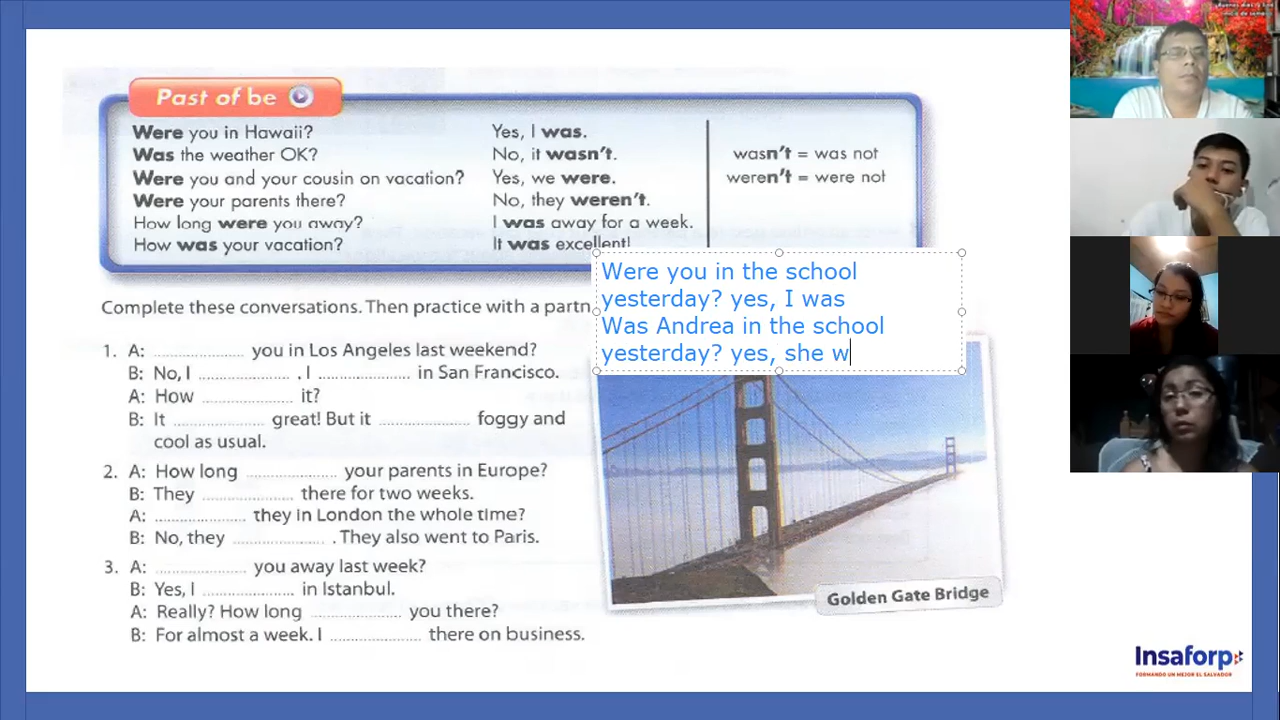 Past of be
Were you in Hawaii? Yes, I was.
Was the weather OK? No, it wasn't. wasn't = was not
Were you and your cousin on vacation? Yes, we were. weren't = were not
Were your parents there? No, they weren't.
How long were you away? I was away for a week.
How was your vacation? It was excellent!
Were you in the school
yesterday? yes, I was
Was Andrea in the school
yesterday? yes, she w
Complete these conversations. Then practice with a partn
1. A: ............ you in Los Angeles last weekend?
B: No, I ............ . I ............ in San Francisco.
A: How ............ it?
B: It ............ great! But it ............ foggy and
cool as usual.
2. A: How long ............ your parents in Europe?
B: They ............ there for two weeks.
A: ............ they in London the whole time?
B: No, they ............ . They also went to Paris.
3. A: ............ you away last week?
B: Yes, I ............ in Istanbul.
A: Really? How long ............ you there?
B: For almost a week. I ............ there on business.
Golden Gate Bridge
Insaforp
FORMANDO UN MEJOR EL SALVADOR